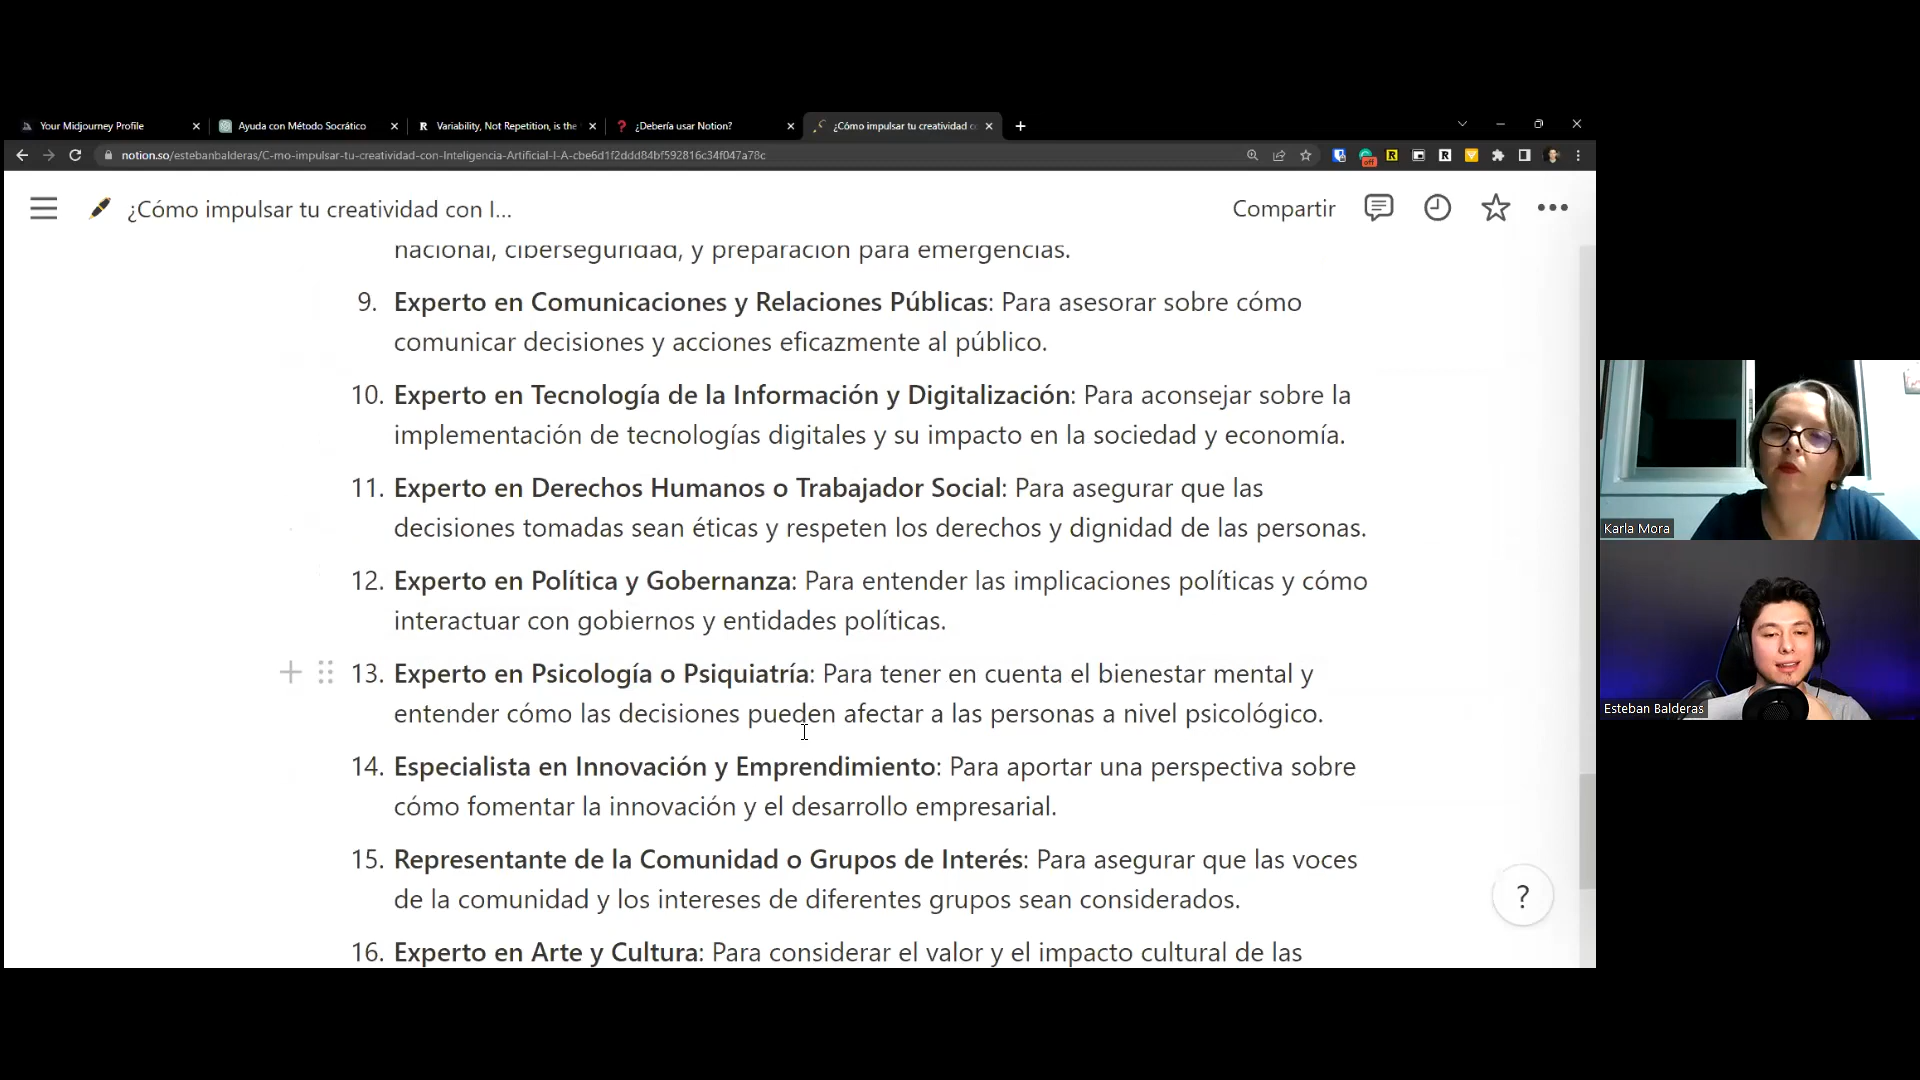 Your Midjourney Profile
Ayuda con Método Socrático
Variability, Not Repetition, is the
¿Debería usar Notion?
¿Cómo impulsar tu creatividad c
notion.so/estebanbalderas/C-mo-impulsar-tu-creatividad-con-Inteligencia-Artificial-I-A-cbe6d1f2ddd84bf592816c34f047a78c
off
¿Cómo impulsar tu creatividad con I...
Compartir
nacional, ciberseguridad, y preparación para emergencias.
9. Experto en Comunicaciones y Relaciones Públicas: Para asesorar sobre cómo
comunicar decisiones y acciones eficazmente al público.
10. Experto en Tecnología de la Información y Digitalización: Para aconsejar sobre la
implementación de tecnologías digitales y su impacto en la sociedad y economía.
11. Experto en Derechos Humanos o Trabajador Social: Para asegurar que las
decisiones tomadas sean éticas y respeten los derechos y dignidad de las personas.
12. Experto en Política y Gobernanza: Para entender las implicaciones políticas y cómo
interactuar con gobiernos y entidades políticas.
13. Experto en Psicología o Psiquiatría: Para tener en cuenta el bienestar mental y
entender cómo las decisiones pueden afectar a las personas a nivel psicológico.
14. Especialista en Innovación y Emprendimiento: Para aportar una perspectiva sobre
cómo fomentar la innovación y el desarrollo empresarial.
15. Representante de la Comunidad o Grupos de Interés: Para asegurar que las voces
de la comunidad y los intereses de diferentes grupos sean considerados.
16. Experto en Arte y Cultura: Para considerar el valor y el impacto cultural de las
?
Karla Mora
Esteban Balderas